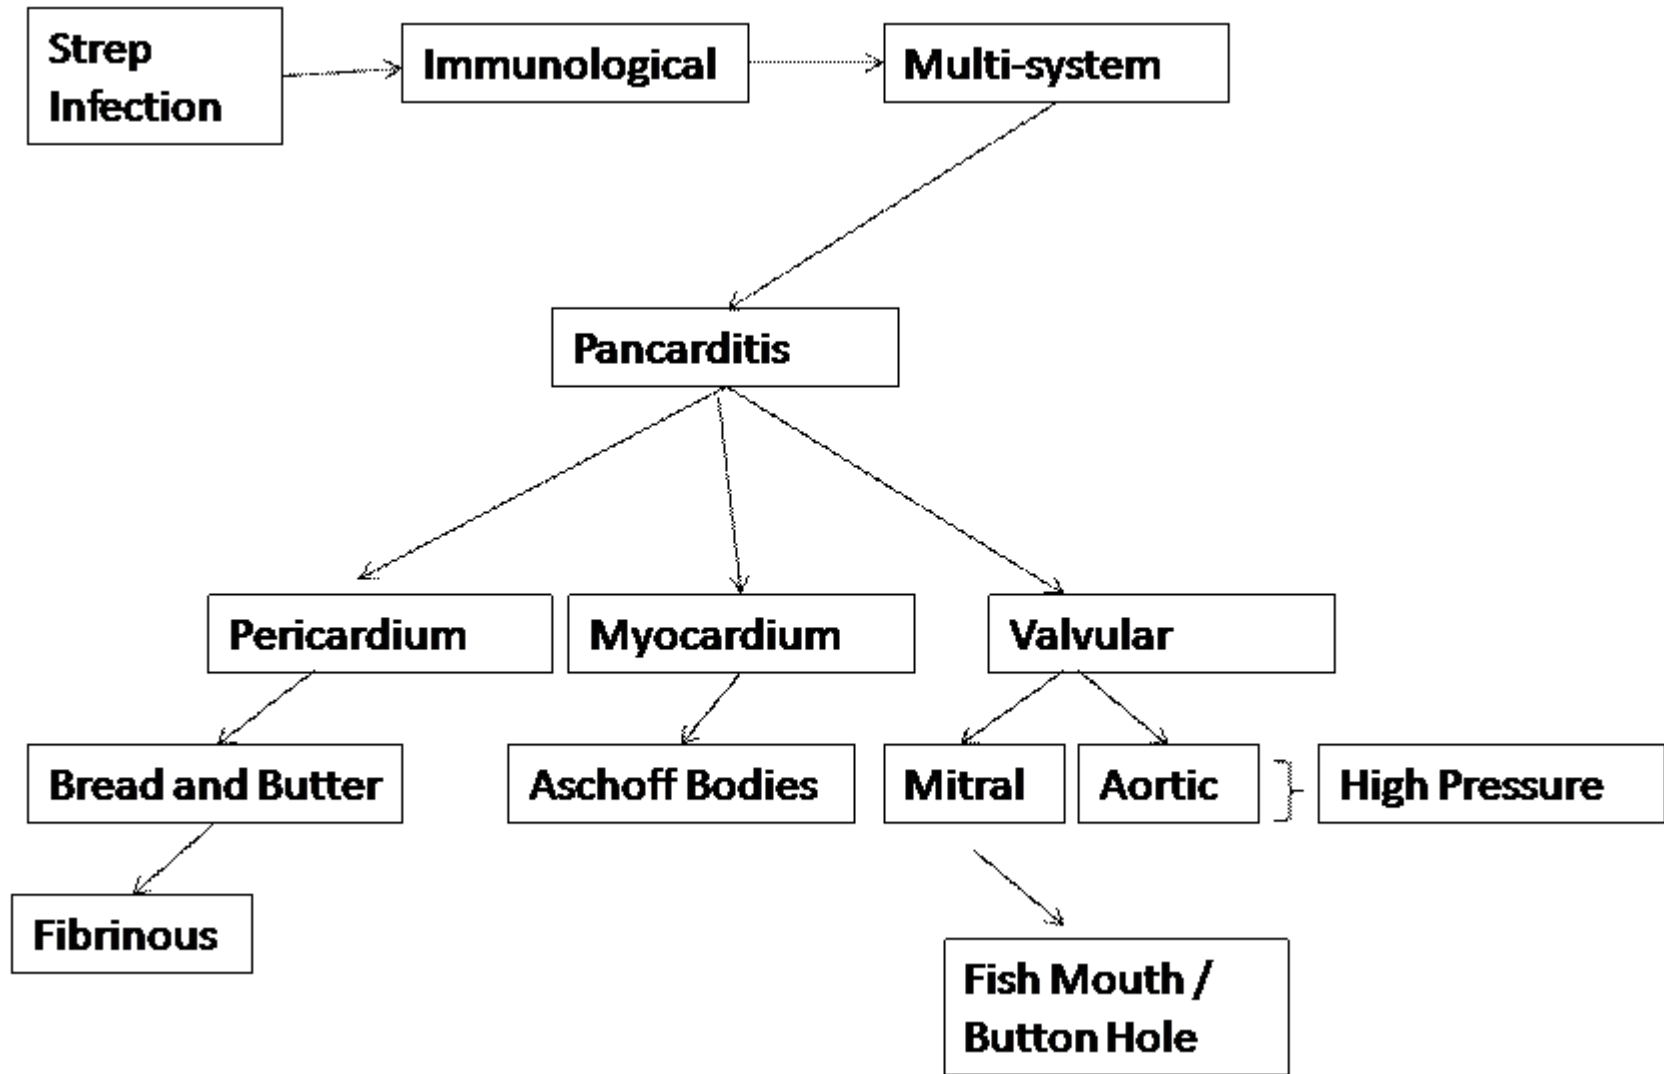 Strep
Infection
Immunological
Multi-system
Pancarditis
Pericardium
Myocardium
Valvular
Bread and Butter
Aschoff Bodies
Mitral
Aortic
High Pressure
Fibrinous
Fish Mouth /
Button Hole